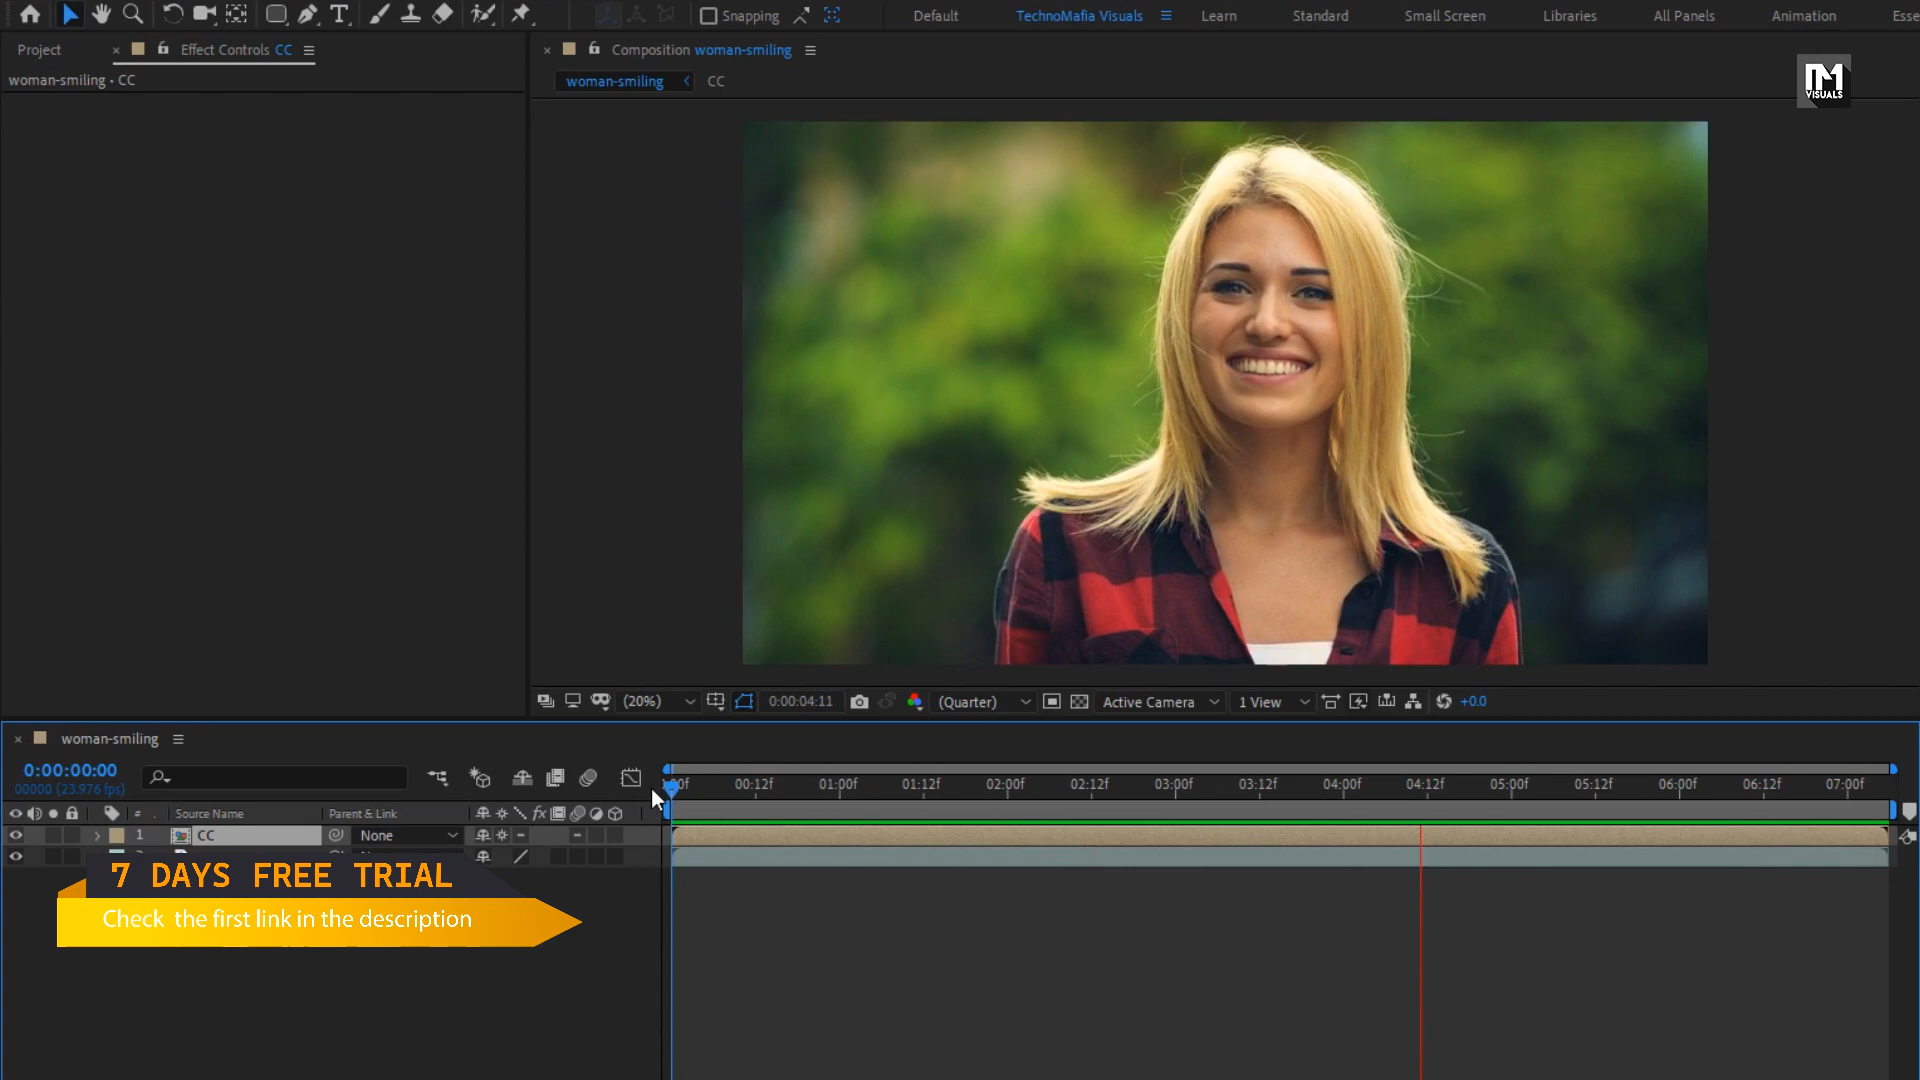 Snapping
Default
TechnoMafia Visuals
Learn
Standard
Small Screen
Libraries
All Panels
Animation
Esse
Project
× Effect Controls CC
woman-smiling • CC
× Composition woman-smiling
woman-smiling < CC
TM
VISUALS
(20%)
0:00:04:11
(Quarter)
Active Camera
1 View
+0.0
× woman-smiling
0:00:00:00
00000 (23.976 fps)
00f 00:12f 01:00f 01:12f 02:00f 02:12f 03:00f 03:12f 04:00f 04:12f 05:00f 05:12f 06:00f 06:12f 07:00f
# . Source Name
Parent & Link
fx
1 CC
None
7 DAYS FREE TRIAL
Check the first link in the description